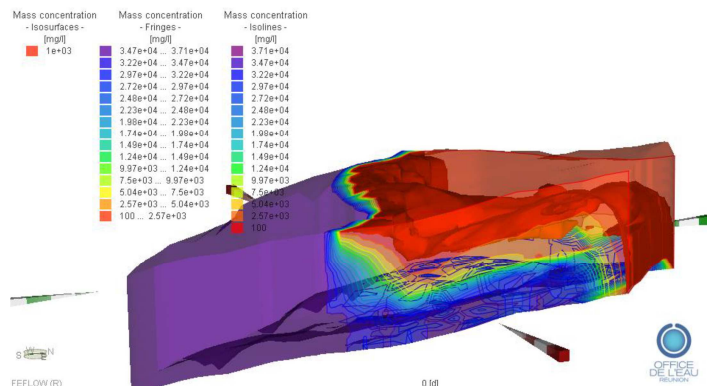 Mass concentration
- Isosurfaces -
[mg/l]
1e+03
Mass concentration
- Fringes -
[mg/l]
3.47e+04 ... 3.71e+04
3.22e+04 ... 3.47e+04
2.97e+04 ... 3.22e+04
2.72e+04 ... 2.97e+04
2.48e+04 ... 2.72e+04
2.23e+04 ... 2.48e+04
1.98e+04 ... 2.23e+04
1.74e+04 ... 1.98e+04
1.49e+04 ... 1.74e+04
1.24e+04 ... 1.49e+04
9.97e+03 ... 1.24e+04
7.5e+03 ... 9.97e+03
5.04e+03 ... 7.5e+03
2.57e+03 ... 5.04e+03
100 ... 2.57e+03
Mass concentration
- Isolines -
[mg/l]
3.71e+04
3.47e+04
3.22e+04
2.97e+04
2.72e+04
2.48e+04
2.23e+04
1.98e+04
1.74e+04
1.49e+04
1.24e+04
9.97e+03
7.5e+03
5.04e+03
2.57e+03
100
S W E N
FEFLOW (R)
0 [d]
OFFICE
DE L'EAU
RÉUNION